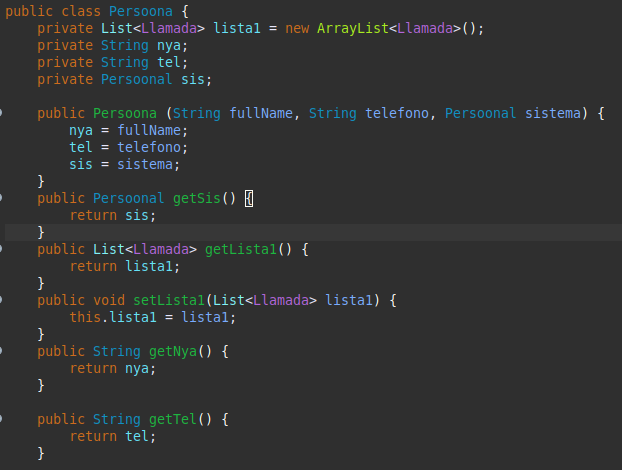 public class Persoona {
    private List<Llamada> lista1 = new ArrayList<Llamada>();
    private String nya;
    private String tel;
    private Persoonal sis;

    public Persoona (String fullName, String telefono, Persoonal sistema) {
        nya = fullName;
        tel = telefono;
        sis = sistema;
    }
    public Persoonal getSis() {
        return sis;
    }
    public List<Llamada> getLista1() {
        return lista1;
    }
    public void setLista1(List<Llamada> lista1) {
        this.lista1 = lista1;
    }
    public String getNya() {
        return nya;
    }

    public String getTel() {
        return tel;
    }